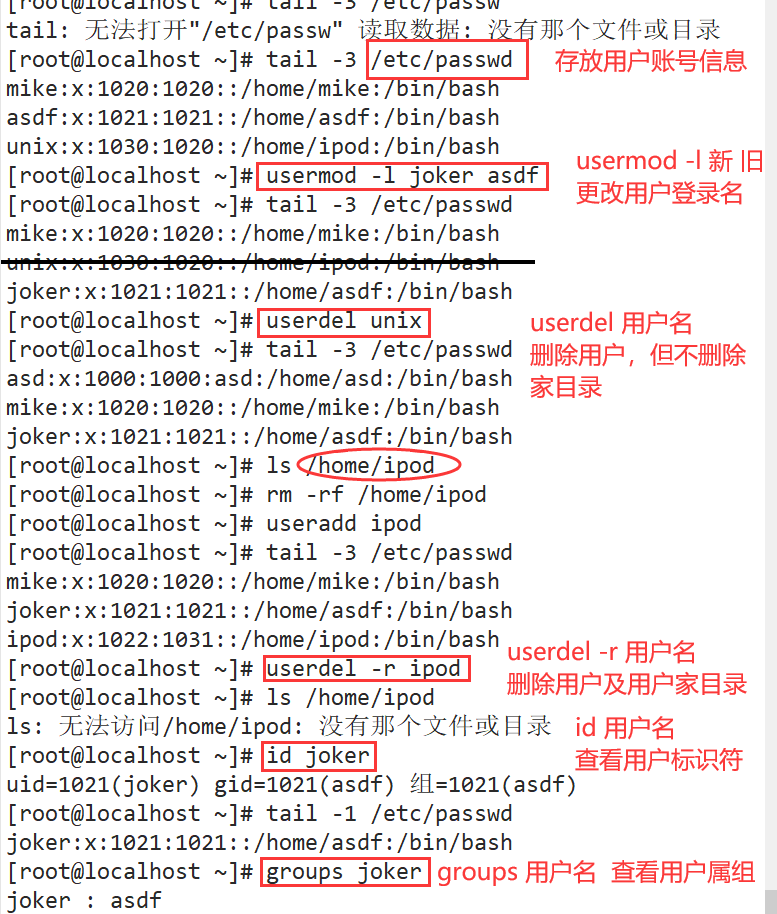 [root@localhost ~]# tail -3 /etc/passw
tail: 无法打开"/etc/passw" 读取数据: 没有那个文件或目录
[root@localhost ~]# tail -3 /etc/passwd 存放用户账号信息
mike:x:1020:1020::/home/mike:/bin/bash
asdf:x:1021:1021::/home/asdf:/bin/bash
unix:x:1030:1020::/home/ipod:/bin/bash
[root@localhost ~]# usermod -l joker asdf
usermod -l 新 旧
更改用户登录名
[root@localhost ~]# tail -3 /etc/passwd
mike:x:1020:1020::/home/mike:/bin/bash
unix:x:1030:1020::/home/ipod:/bin/bash
joker:x:1021:1021::/home/asdf:/bin/bash
[root@localhost ~]# userdel unix
userdel 用户名
删除用户，但不删除
家目录
[root@localhost ~]# tail -3 /etc/passwd
asd:x:1000:1000:asd:/home/asd:/bin/bash
mike:x:1020:1020::/home/mike:/bin/bash
joker:x:1021:1021::/home/asdf:/bin/bash
[root@localhost ~]# ls /home/ipod
[root@localhost ~]# rm -rf /home/ipod
[root@localhost ~]# useradd ipod
[root@localhost ~]# tail -3 /etc/passwd
mike:x:1020:1020::/home/mike:/bin/bash
joker:x:1021:1021::/home/asdf:/bin/bash
ipod:x:1022:1031::/home/ipod:/bin/bash
[root@localhost ~]# userdel -r ipod
userdel -r 用户名
删除用户及用户家目录
[root@localhost ~]# ls /home/ipod
ls: 无法访问/home/ipod: 没有那个文件或目录
[root@localhost ~]# id joker
id 用户名
查看用户标识符
uid=1021(joker) gid=1021(asdf) 组=1021(asdf)
[root@localhost ~]# tail -1 /etc/passwd
joker:x:1021:1021::/home/asdf:/bin/bash
[root@localhost ~]# groups joker groups 用户名 查看用户属组
joker : asdf